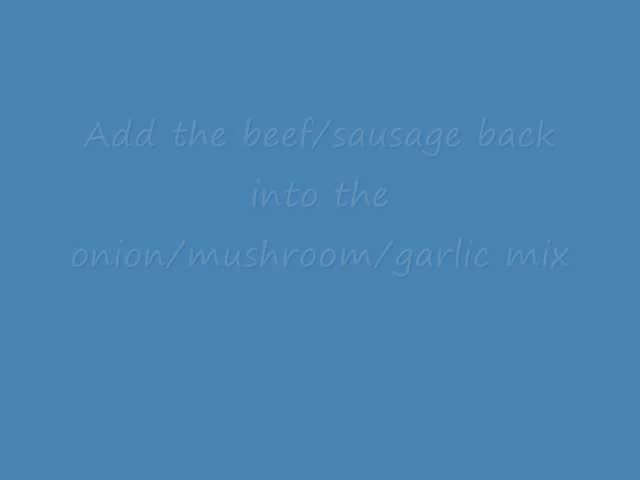 Add the beef/sausage back
into the
onion/mushroom/garlic mix